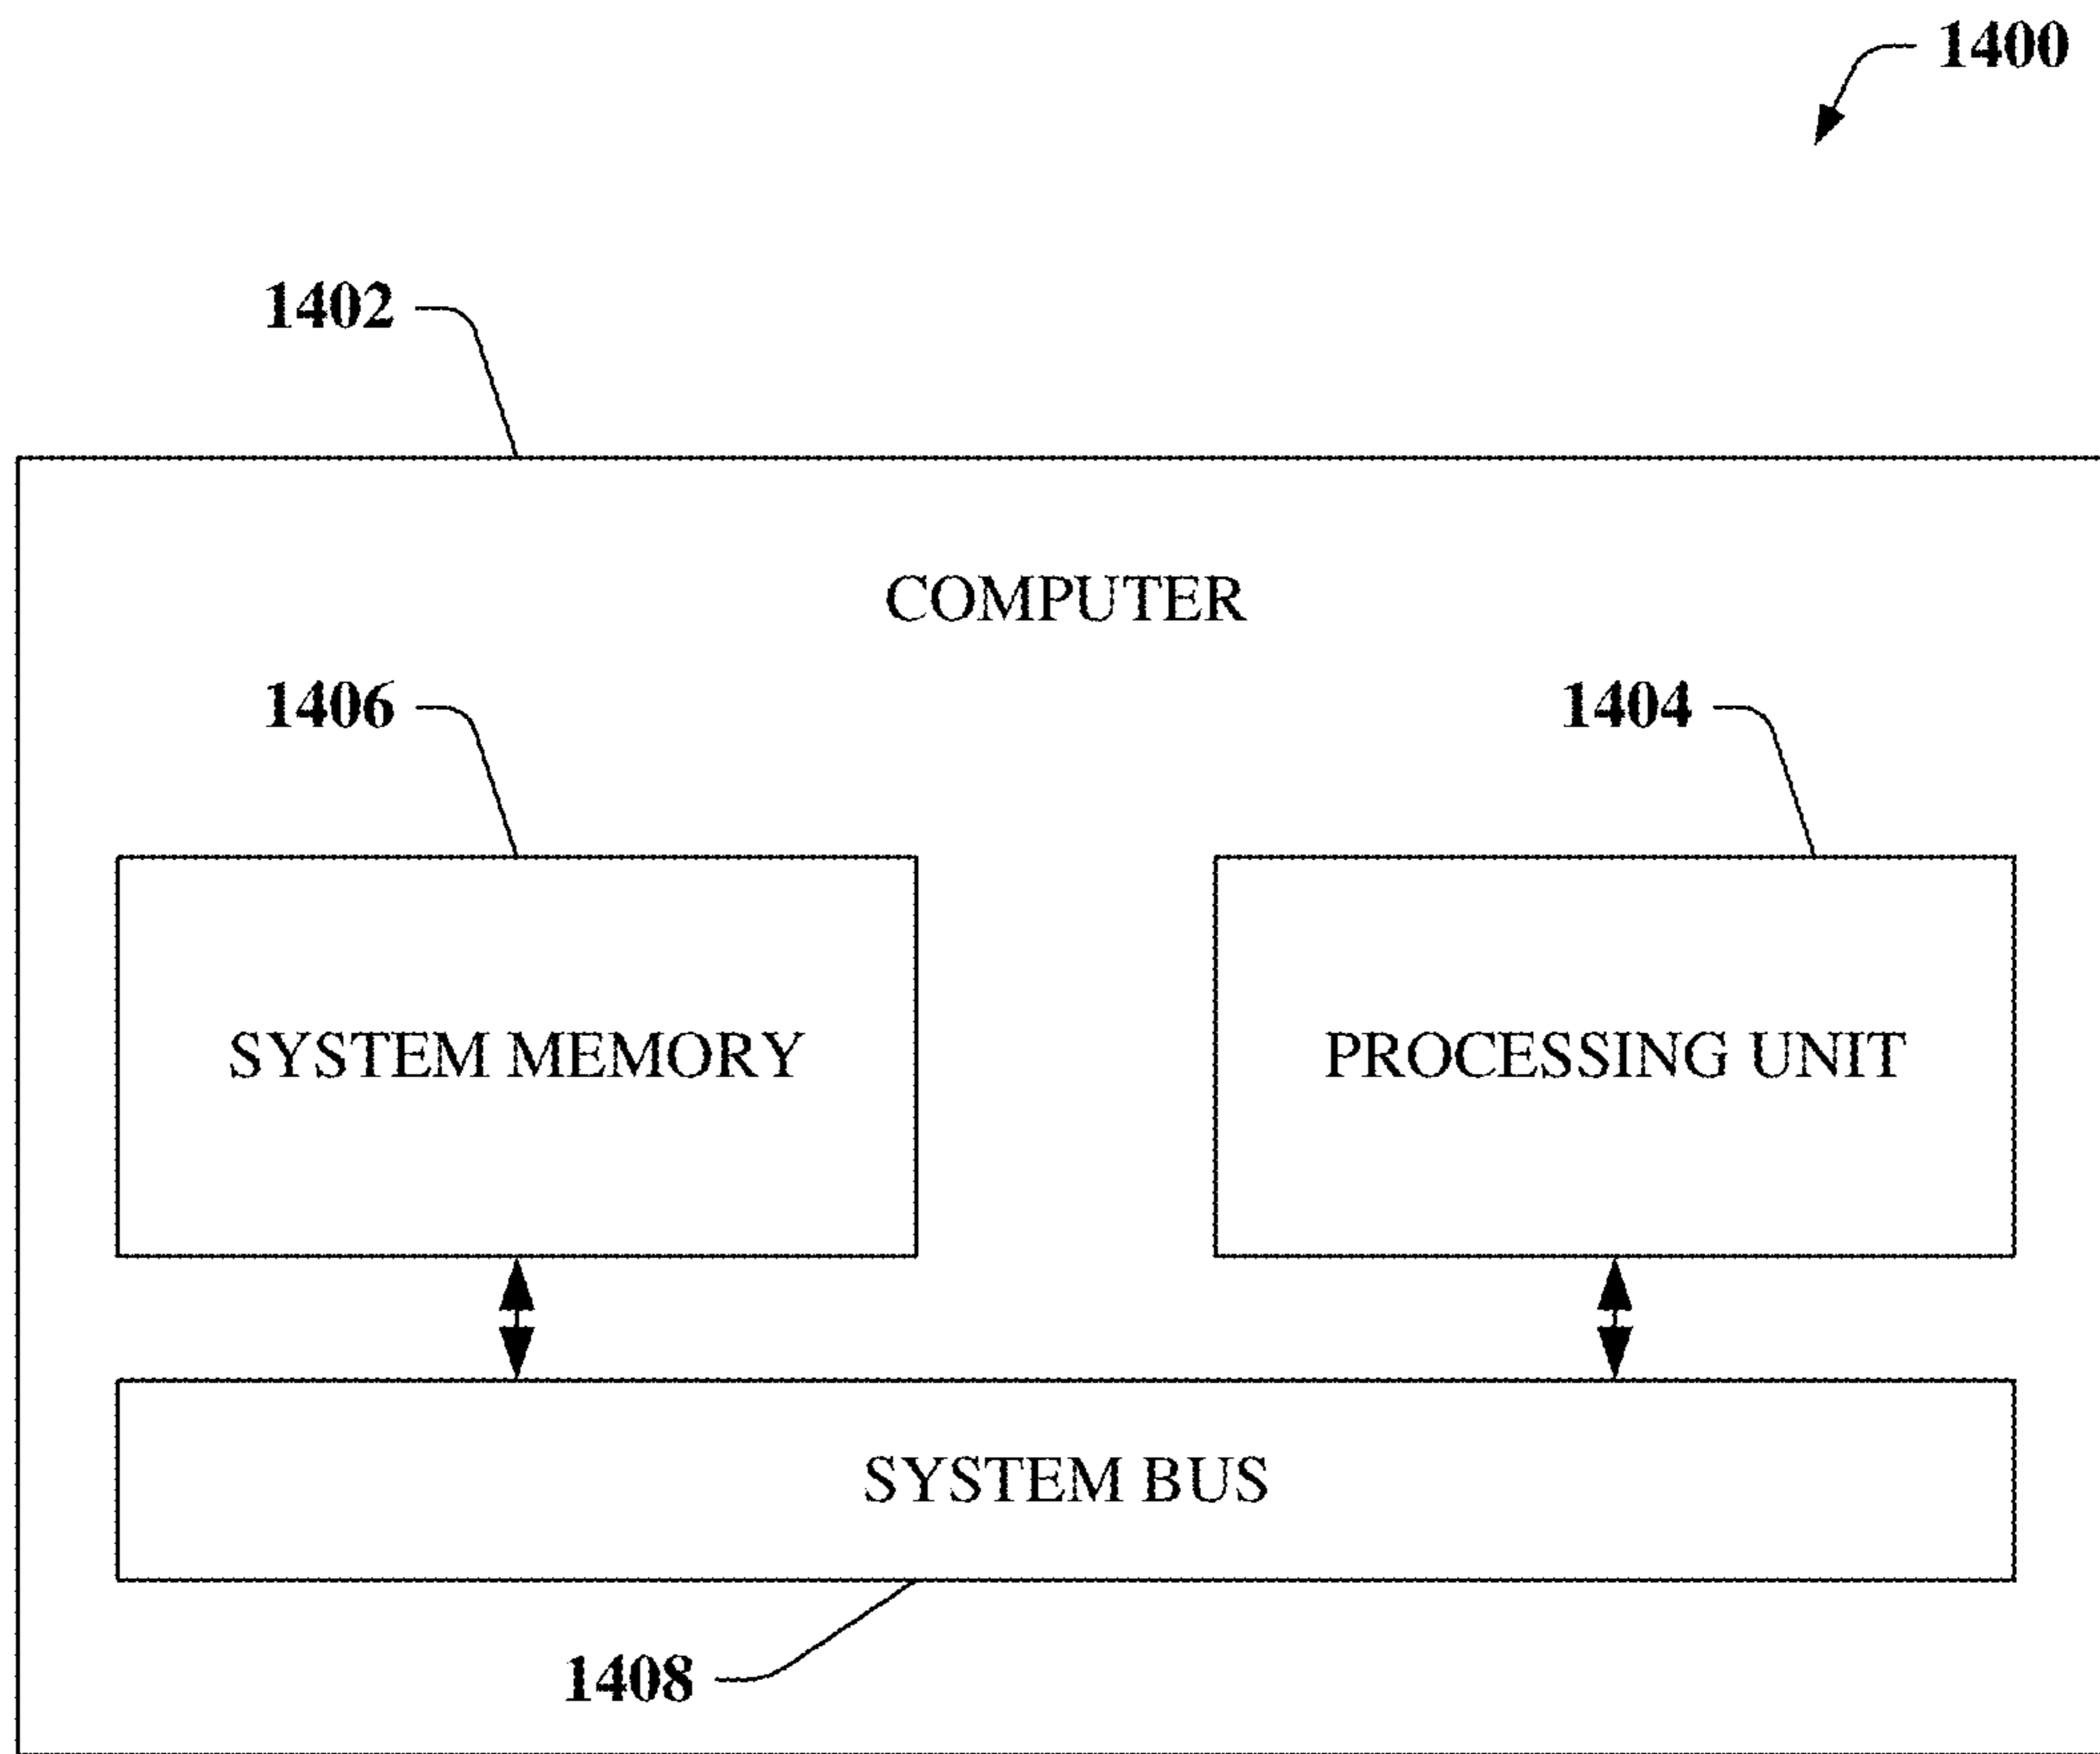 1400
1402
COMPUTER
1406
1404
SYSTEM MEMORY
PROCESSING UNIT
SYSTEM BUS
1408